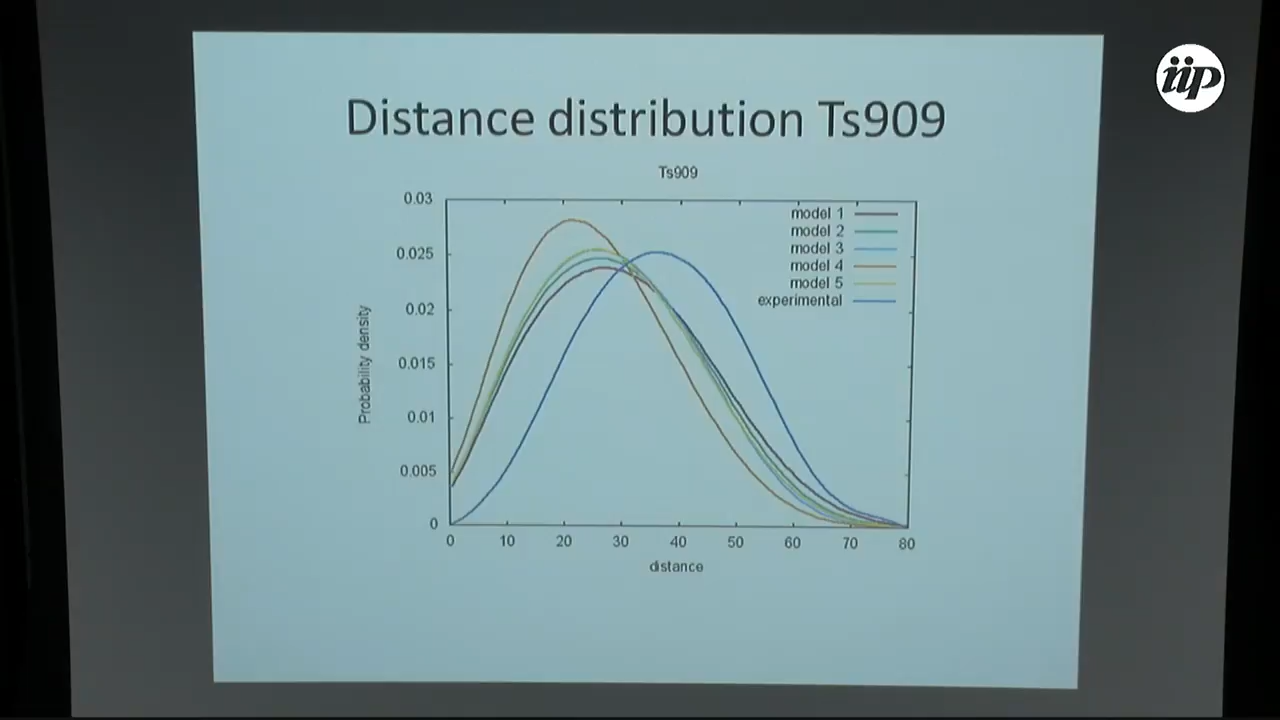 iip
Distance distribution Ts909
Ts909
0.03
0.025
0.02
0.015
0.01
0.005
0
Probability density
model 1
model 2
model 3
model 4
model 5
experimental
0 10 20 30 40 50 60 70 80
distance